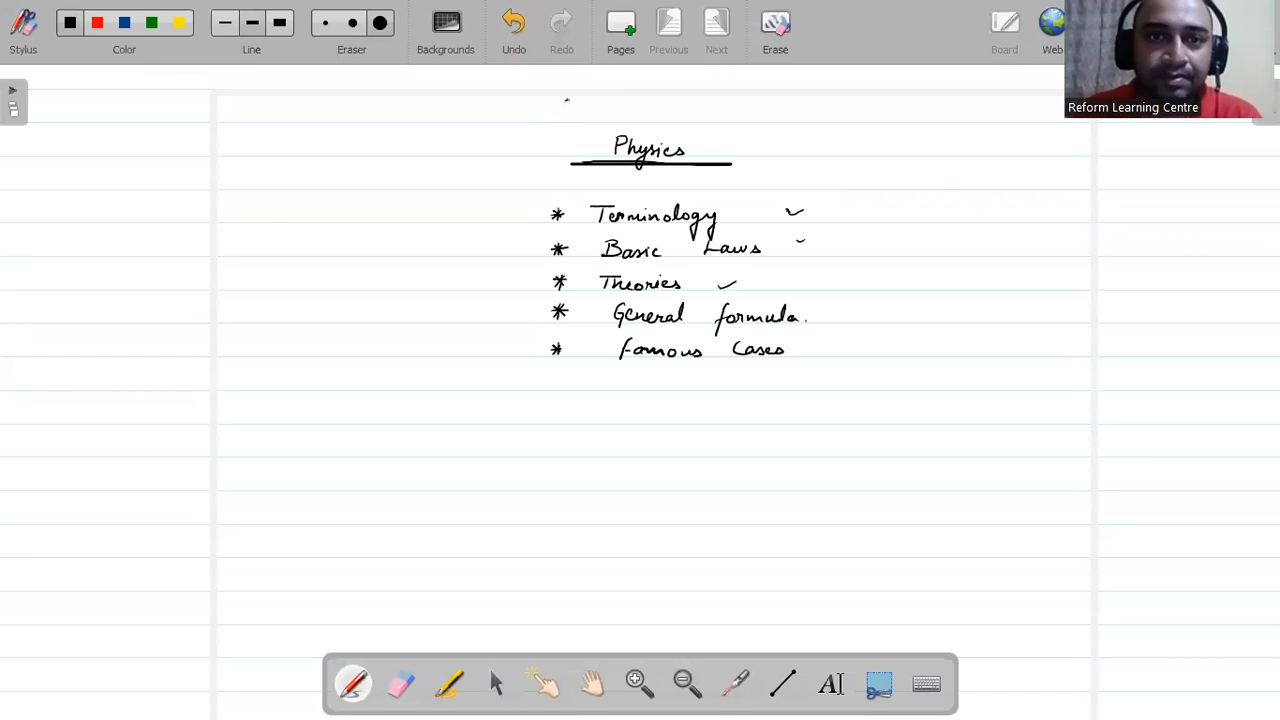 Stylus Color Line Eraser Backgrounds Undo Redo Pages Previous Next Erase Board Web
Reform Learning Centre
Physics
* Terminology
* Basic Laws
* Theories
* General formula.
* Famous Cases